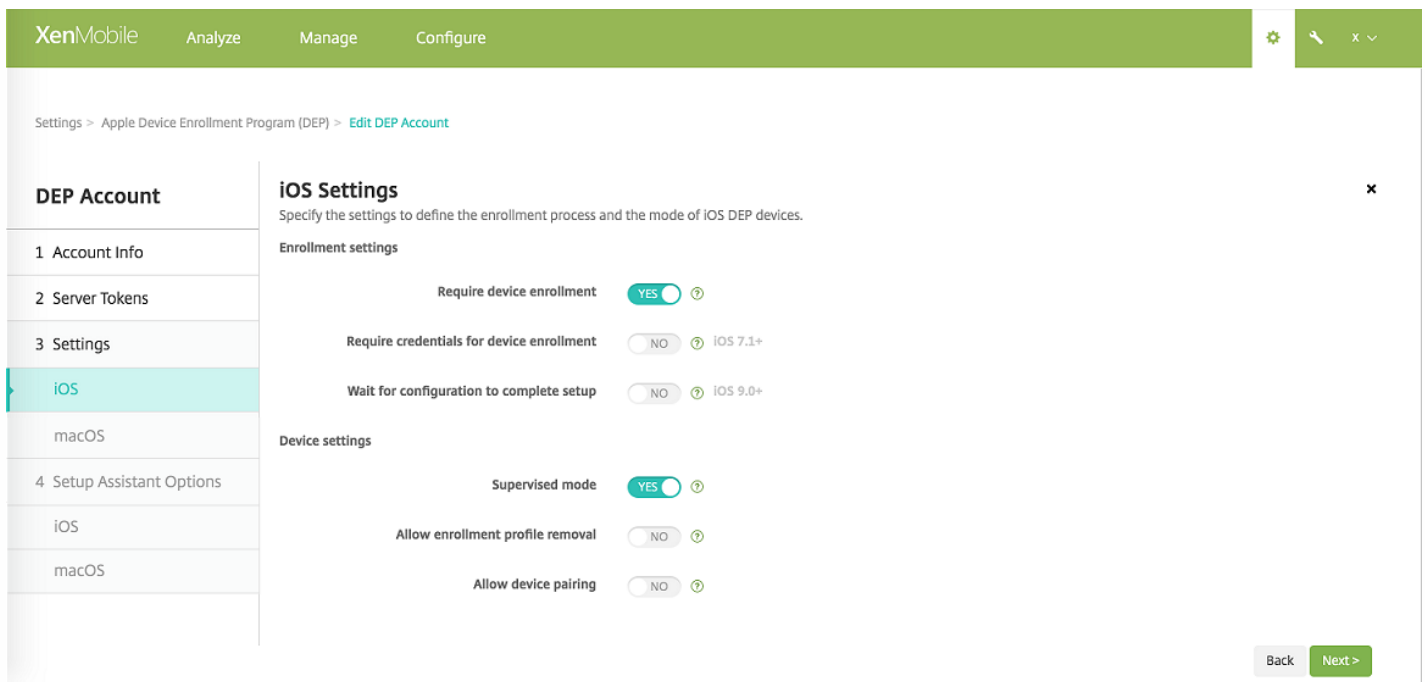 XenMobile Analyze Manage Configure x
Settings > Apple Device Enrollment Program (DEP) > Edit DEP Account
DEP Account
1 Account Info
2 Server Tokens
3 Settings
iOS
macOS
4 Setup Assistant Options
iOS
macOS
iOS Settings
Specify the settings to define the enrollment process and the mode of iOS DEP devices.
Enrollment settings
Require device enrollment YES ?
Require credentials for device enrollment NO ? iOS 7.1+
Wait for configuration to complete setup NO ? iOS 9.0+
Device settings
Supervised mode YES ?
Allow enrollment profile removal NO ?
Allow device pairing NO ?
Back Next >